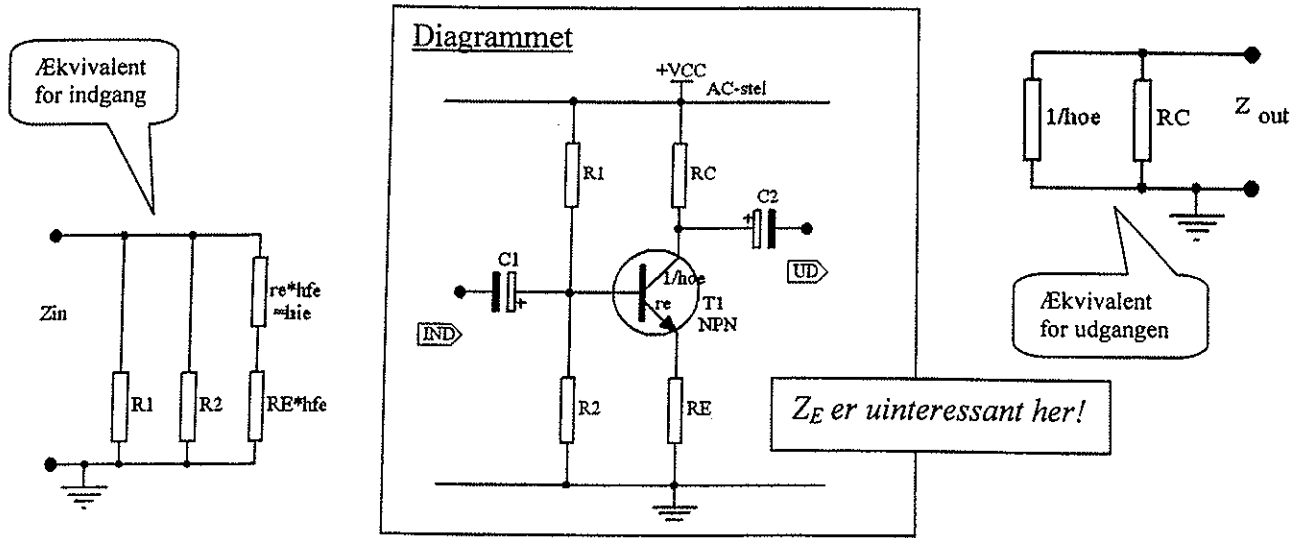 Ækvivalent
for indgang
Zin
R1
R2
re*hfe
≈hie
RE*hfe
Diagrammet
+VCC
AC-stel
R1
RC
C2
C1
1/hoe
re
T1
NPN
UD
IND
R2
RE
Z_E er uinteressant her!
1/hoe
RC
Z out
Ækvivalent
for udgangen